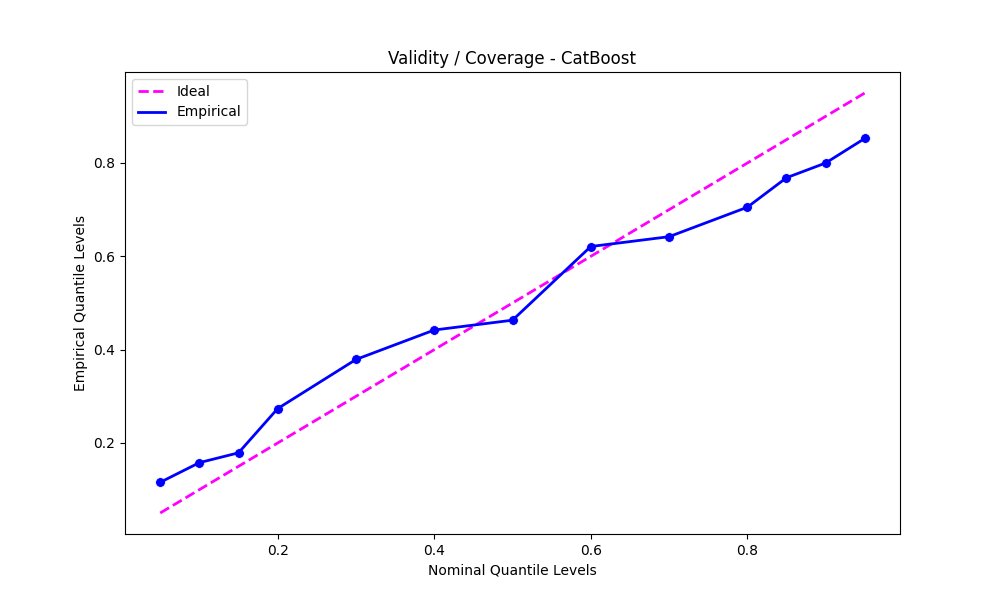 Validity / Coverage - CatBoost
Ideal
Empirical
Empirical Quantile Levels
0.8
0.6
0.4
0.2
0.2
0.4
0.6
0.8
Nominal Quantile Levels